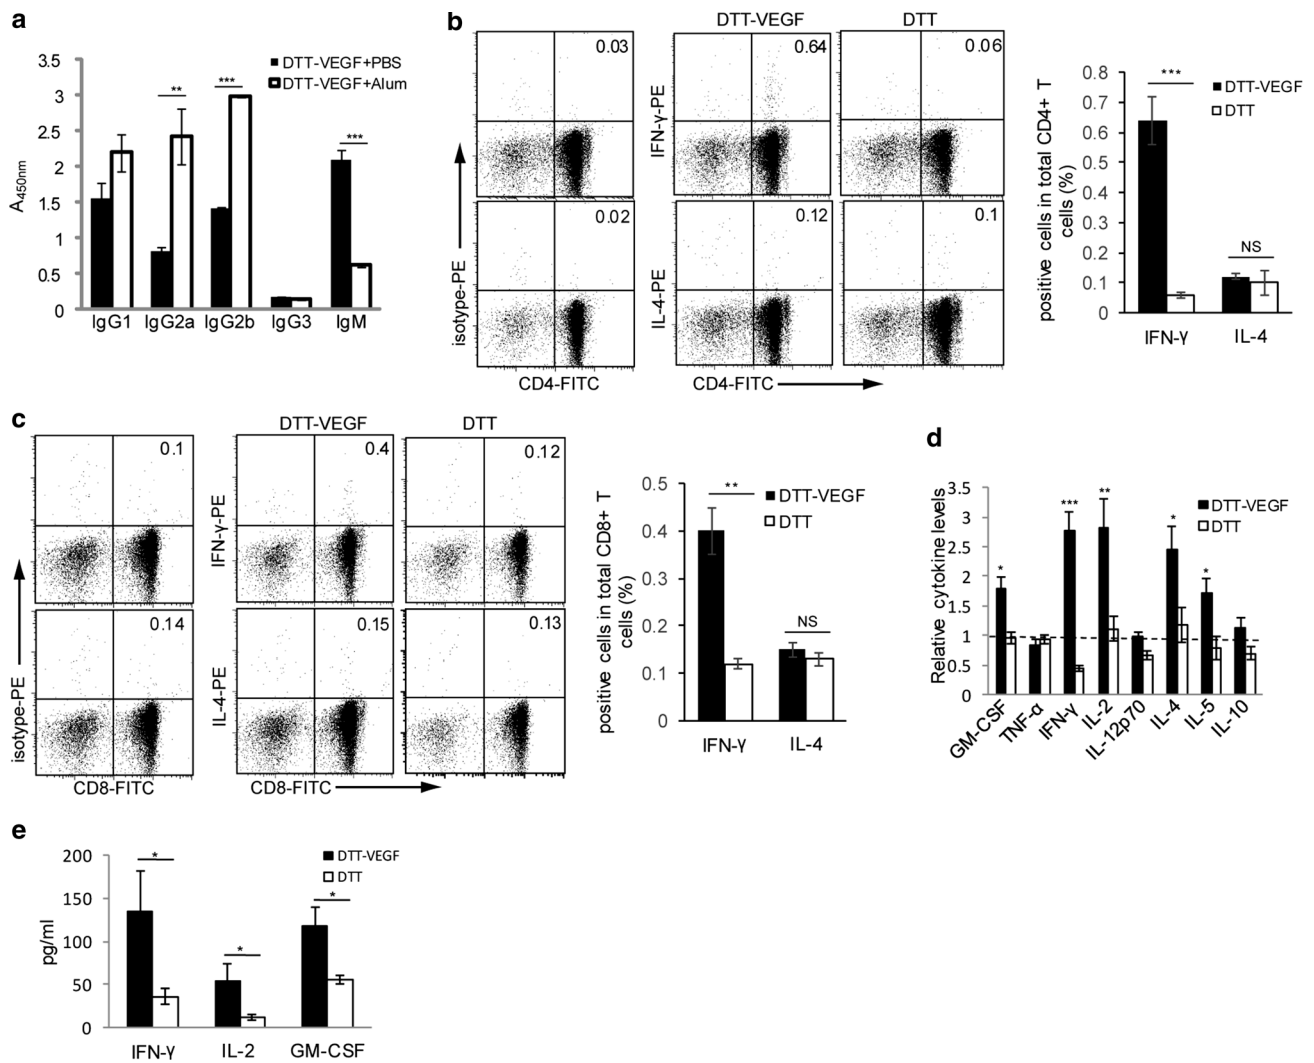 a
3.5
3
2.5
2
1.5
1
0.5
0
A450nm
DTT-VEGF+PBS
DTT-VEGF+Alum
**
***
***
IgG1 IgG2a IgG2b IgG3 IgM
b
DTT-VEGF DTT
0.03 0.64 0.06
IFN-γ-PE
0.02 0.12 0.1
isotype-PE
IL-4-PE
CD4-FITC CD4-FITC
positive cells in total CD4+ T
cells (%)
0.8
0.7
0.6
0.5
0.4
0.3
0.2
0.1
0
***
DTT-VEGF
DTT
NS
IFN-γ IL-4
c
DTT-VEGF DTT
0.1 0.4 0.12
IFN-γ-PE
0.14 0.15 0.13
isotype-PE
IL-4-PE
CD8-FITC CD8-FITC
positive cells in total CD8+ T
cells (%)
0.5
0.4
0.3
0.2
0.1
0
**
DTT-VEGF
DTT
NS
IFN-γ IL-4
d
Relative cytokine levels
3.5
3
2.5
2
1.5
1
0.5
0
* *** ** * *
DTT-VEGF
DTT
GM-CSF TNF-α IFN-γ IL-2 IL-12p70 IL-4 IL-5 IL-10
e
pg/ml
200
150
100
50
0
* * *
DTT-VEGF
DTT
IFN-γ IL-2 GM-CSF